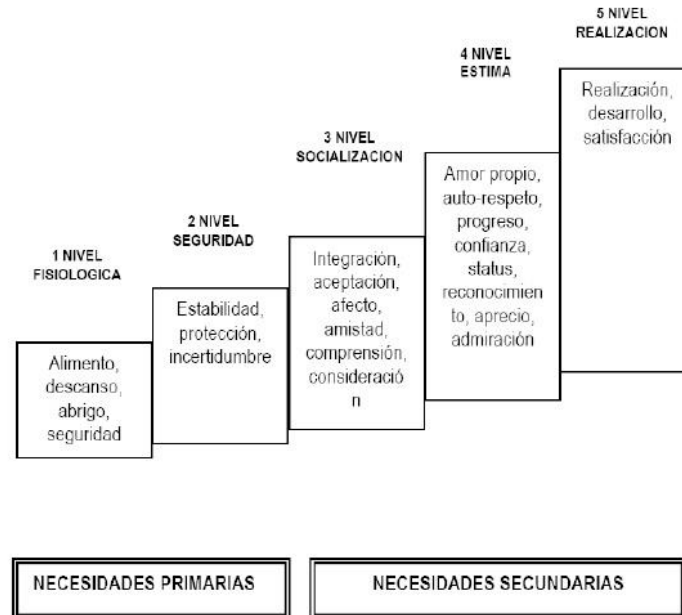 1 NIVEL
FISIOLOGICA
Alimento,
descanso,
abrigo,
seguridad
2 NIVEL
SEGURIDAD
Estabilidad,
protección,
incertidumbre
3 NIVEL
SOCIALIZACION
Integración,
aceptación,
afecto,
amistad,
comprensión,
consideració
n
4 NIVEL
ESTIMA
Amor propio,
auto-respeto,
progreso,
confianza,
status,
reconocimien
to, aprecio,
admiración
5 NIVEL
REALIZACION
Realización,
desarrollo,
satisfacción
NECESIDADES PRIMARIAS
NECESIDADES SECUNDARIAS